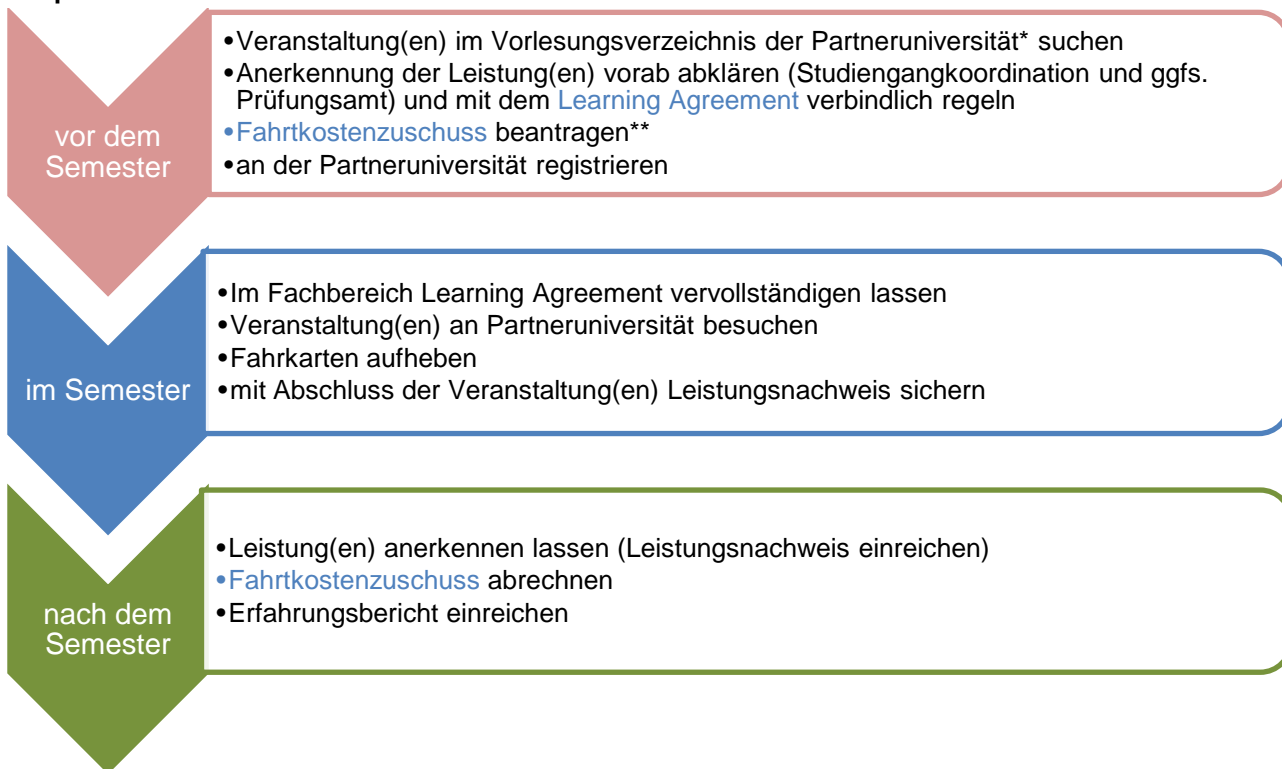 vor dem
Semester
•Veranstaltung(en) im Vorlesungsverzeichnis der Partneruniversität* suchen
•Anerkennung der Leistung(en) vorab abklären (Studiengangkoordination und ggfs.
Prüfungsamt) und mit dem Learning Agreement verbindlich regeln
•Fahrtkostenzuschuss beantragen**
•an der Partneruniversität registrieren
im Semester
•Im Fachbereich Learning Agreement vervollständigen lassen
•Veranstaltung(en) an Partneruniversität besuchen
•Fahrkarten aufheben
•mit Abschluss der Veranstaltung(en) Leistungsnachweis sichern
nach dem
Semester
•Leistung(en) anerkennen lassen (Leistungsnachweis einreichen)
•Fahrtkostenzuschuss abrechnen
•Erfahrungsbericht einreichen